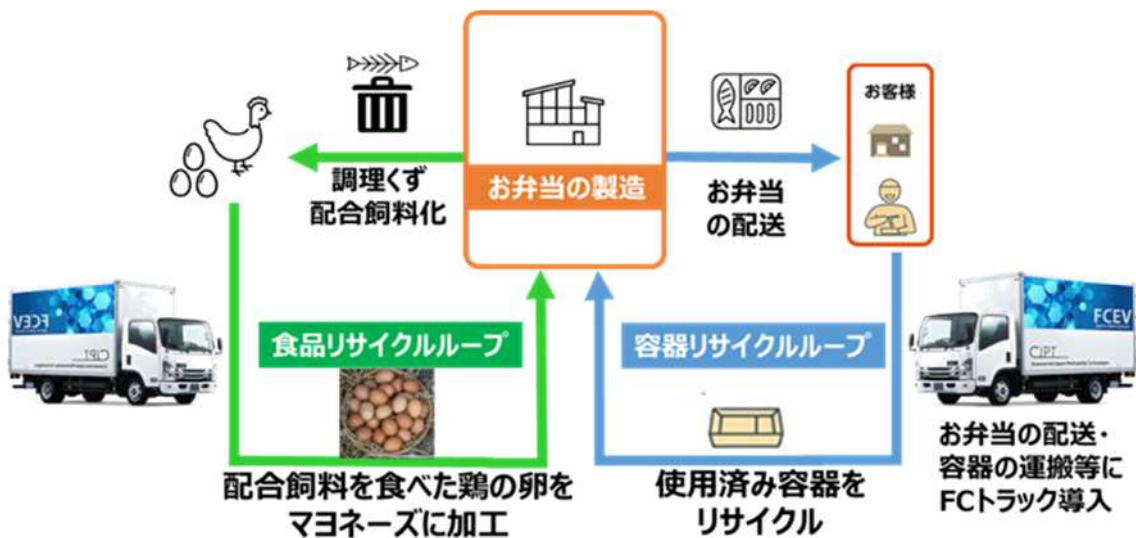 お客様
調理くず
配合飼料化
お弁当の製造
お弁当
の配送
FCEV
CJPT
食品リサイクルループ
容器リサイクルループ
FCEV
CJPT
配合飼料を食べた鶏の卵を
マヨネーズに加工
使用済み容器を
リサイクル
お弁当の配送・
容器の運搬等に
FCトラック導入